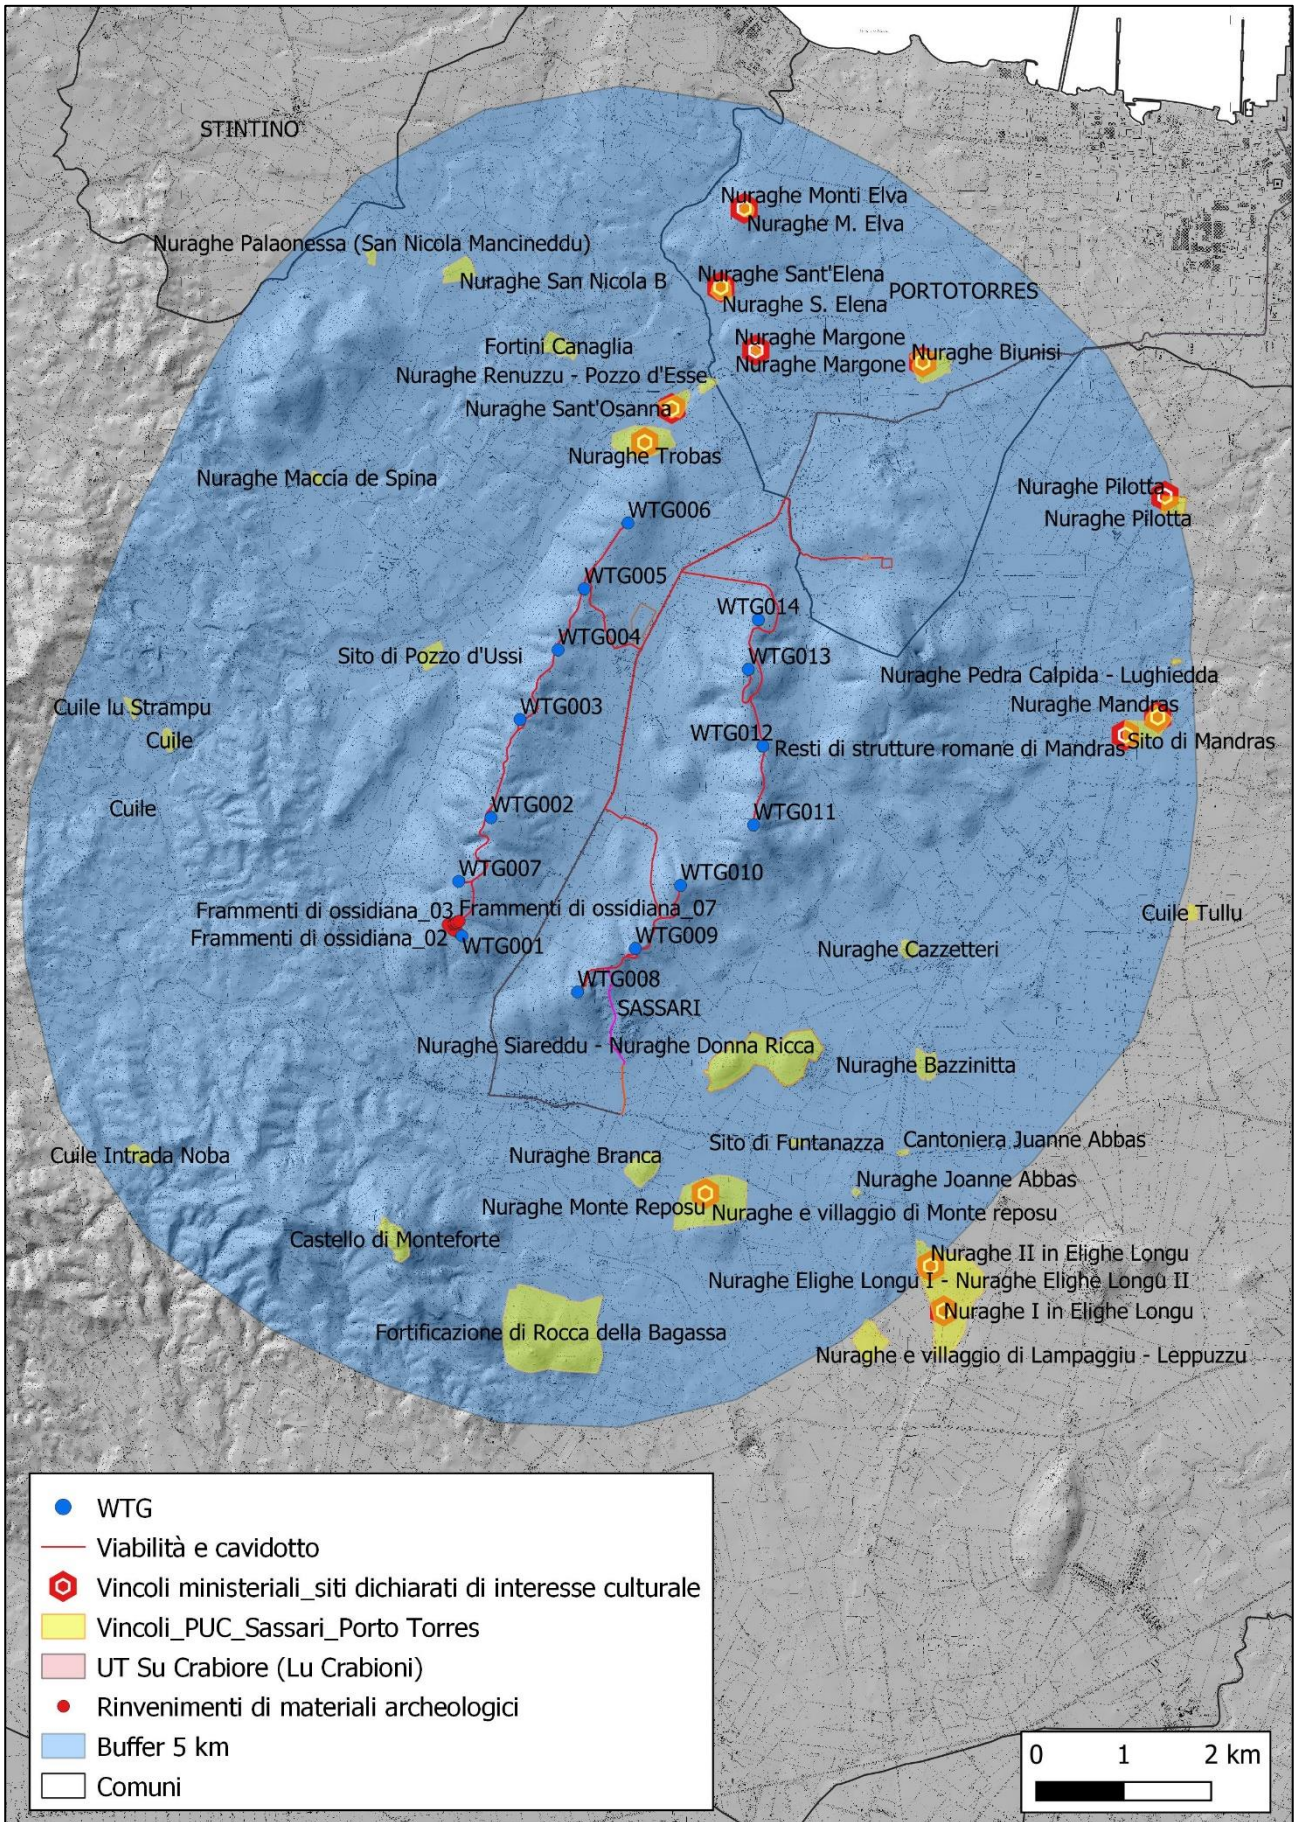 STINTINO
Nuraghe Monti Elva
Nuraghe M. Elva
Nuraghe Palaonessa (San Nicola Mancineddu)
Nuraghe San Nicola B
Nuraghe Sant'Elena
PORTOTORRES
Nuraghe S. Elena
Fortini Canaglia
Nuraghe Margone
Nuraghe Margone
Nuraghe Biunisi
Nuraghe Renuzzu - Pozzo d'Esse
Nuraghe Sant'Osanna
Nuraghe Trobas
Nuraghe Maccia de Spina
Nuraghe Pilotta
Nuraghe Pilotta
WTG006
WTG005
WTG014
WTG004
WTG013
Sito di Pozzo d'Ussi
Nuraghe Pedra Calpida - Lughiedda
Nuraghe Mandras
Cuile lu Strampu
WTG003
Cuile
WTG012
Resti di strutture romane di Mandras
Sito di Mandras
Cuile
WTG002
WTG011
WTG007
WTG010
Frammenti di ossidiana_03
Frammenti di ossidiana_07
Cuile Tullu
Frammenti di ossidiana_02
WTG001
WTG009
Nuraghe Cazzetteri
WTG008
SASSARI
Nuraghe Siareddu - Nuraghe Donna Ricca
Nuraghe Bazzinitta
Sito di Funtanazza
Cantoniera Juanne Abbas
Cuile Intrada Noba
Nuraghe Branca
Nuraghe Joanne Abbas
Nuraghe Monte Reposu
Nuraghe e villaggio di Monte reposu
Castello di Monteforte
Nuraghe II in Elighe Longu
Nuraghe Elighe Longu I - Nuraghe Elighe Longu II
Nuraghe I in Elighe Longu
Fortificazione di Rocca della Bagassa
Nuraghe e villaggio di Lampaggiu - Leppuzzu
WTG
Viabilità e cavidotto
Vincoli ministeriali_siti dichiarati di interesse culturale
Vincoli_PUC_Sassari_Porto Torres
UT Su Crabiore (Lu Crabioni)
Rinvenimenti di materiali archeologici
Buffer 5 km
Comuni
0 1 2 km